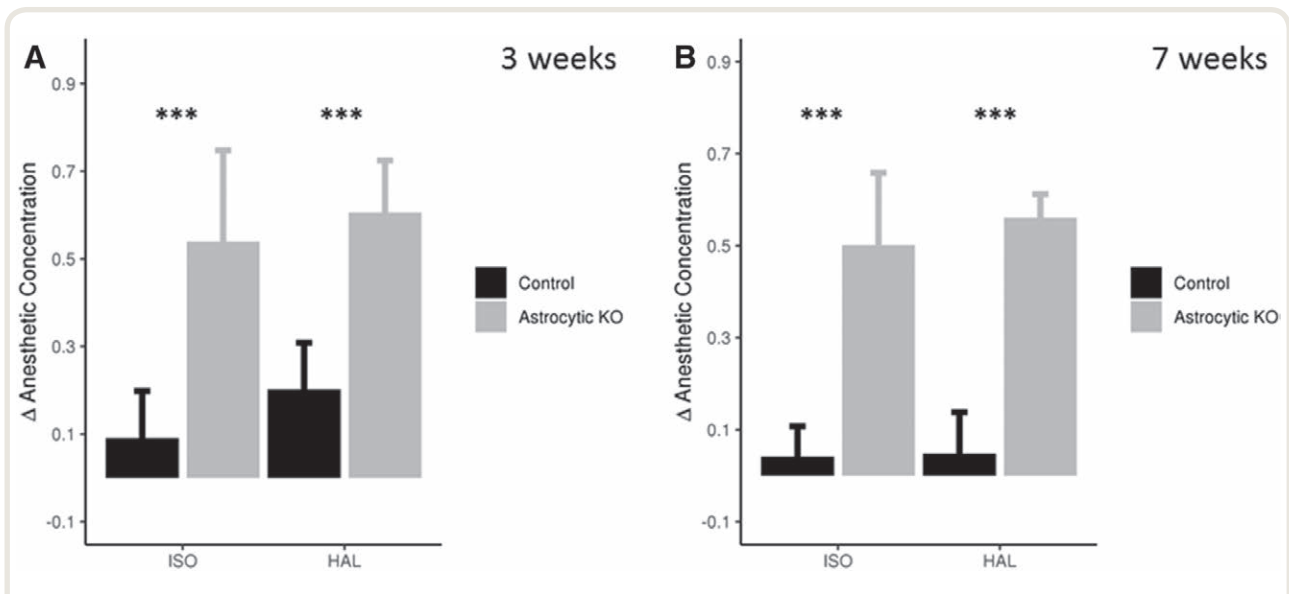 A
3 weeks
0.9
0.7
0.5
0.3
0.1
-0.1
Δ Anesthetic Concentration
***
***
ISO
HAL
Control
Astrocytic KO
B
7 weeks
0.9
0.7
0.5
0.3
0.1
-0.1
Δ Anesthetic Concentration
***
***
ISO
HAL
Control
Astrocytic KO